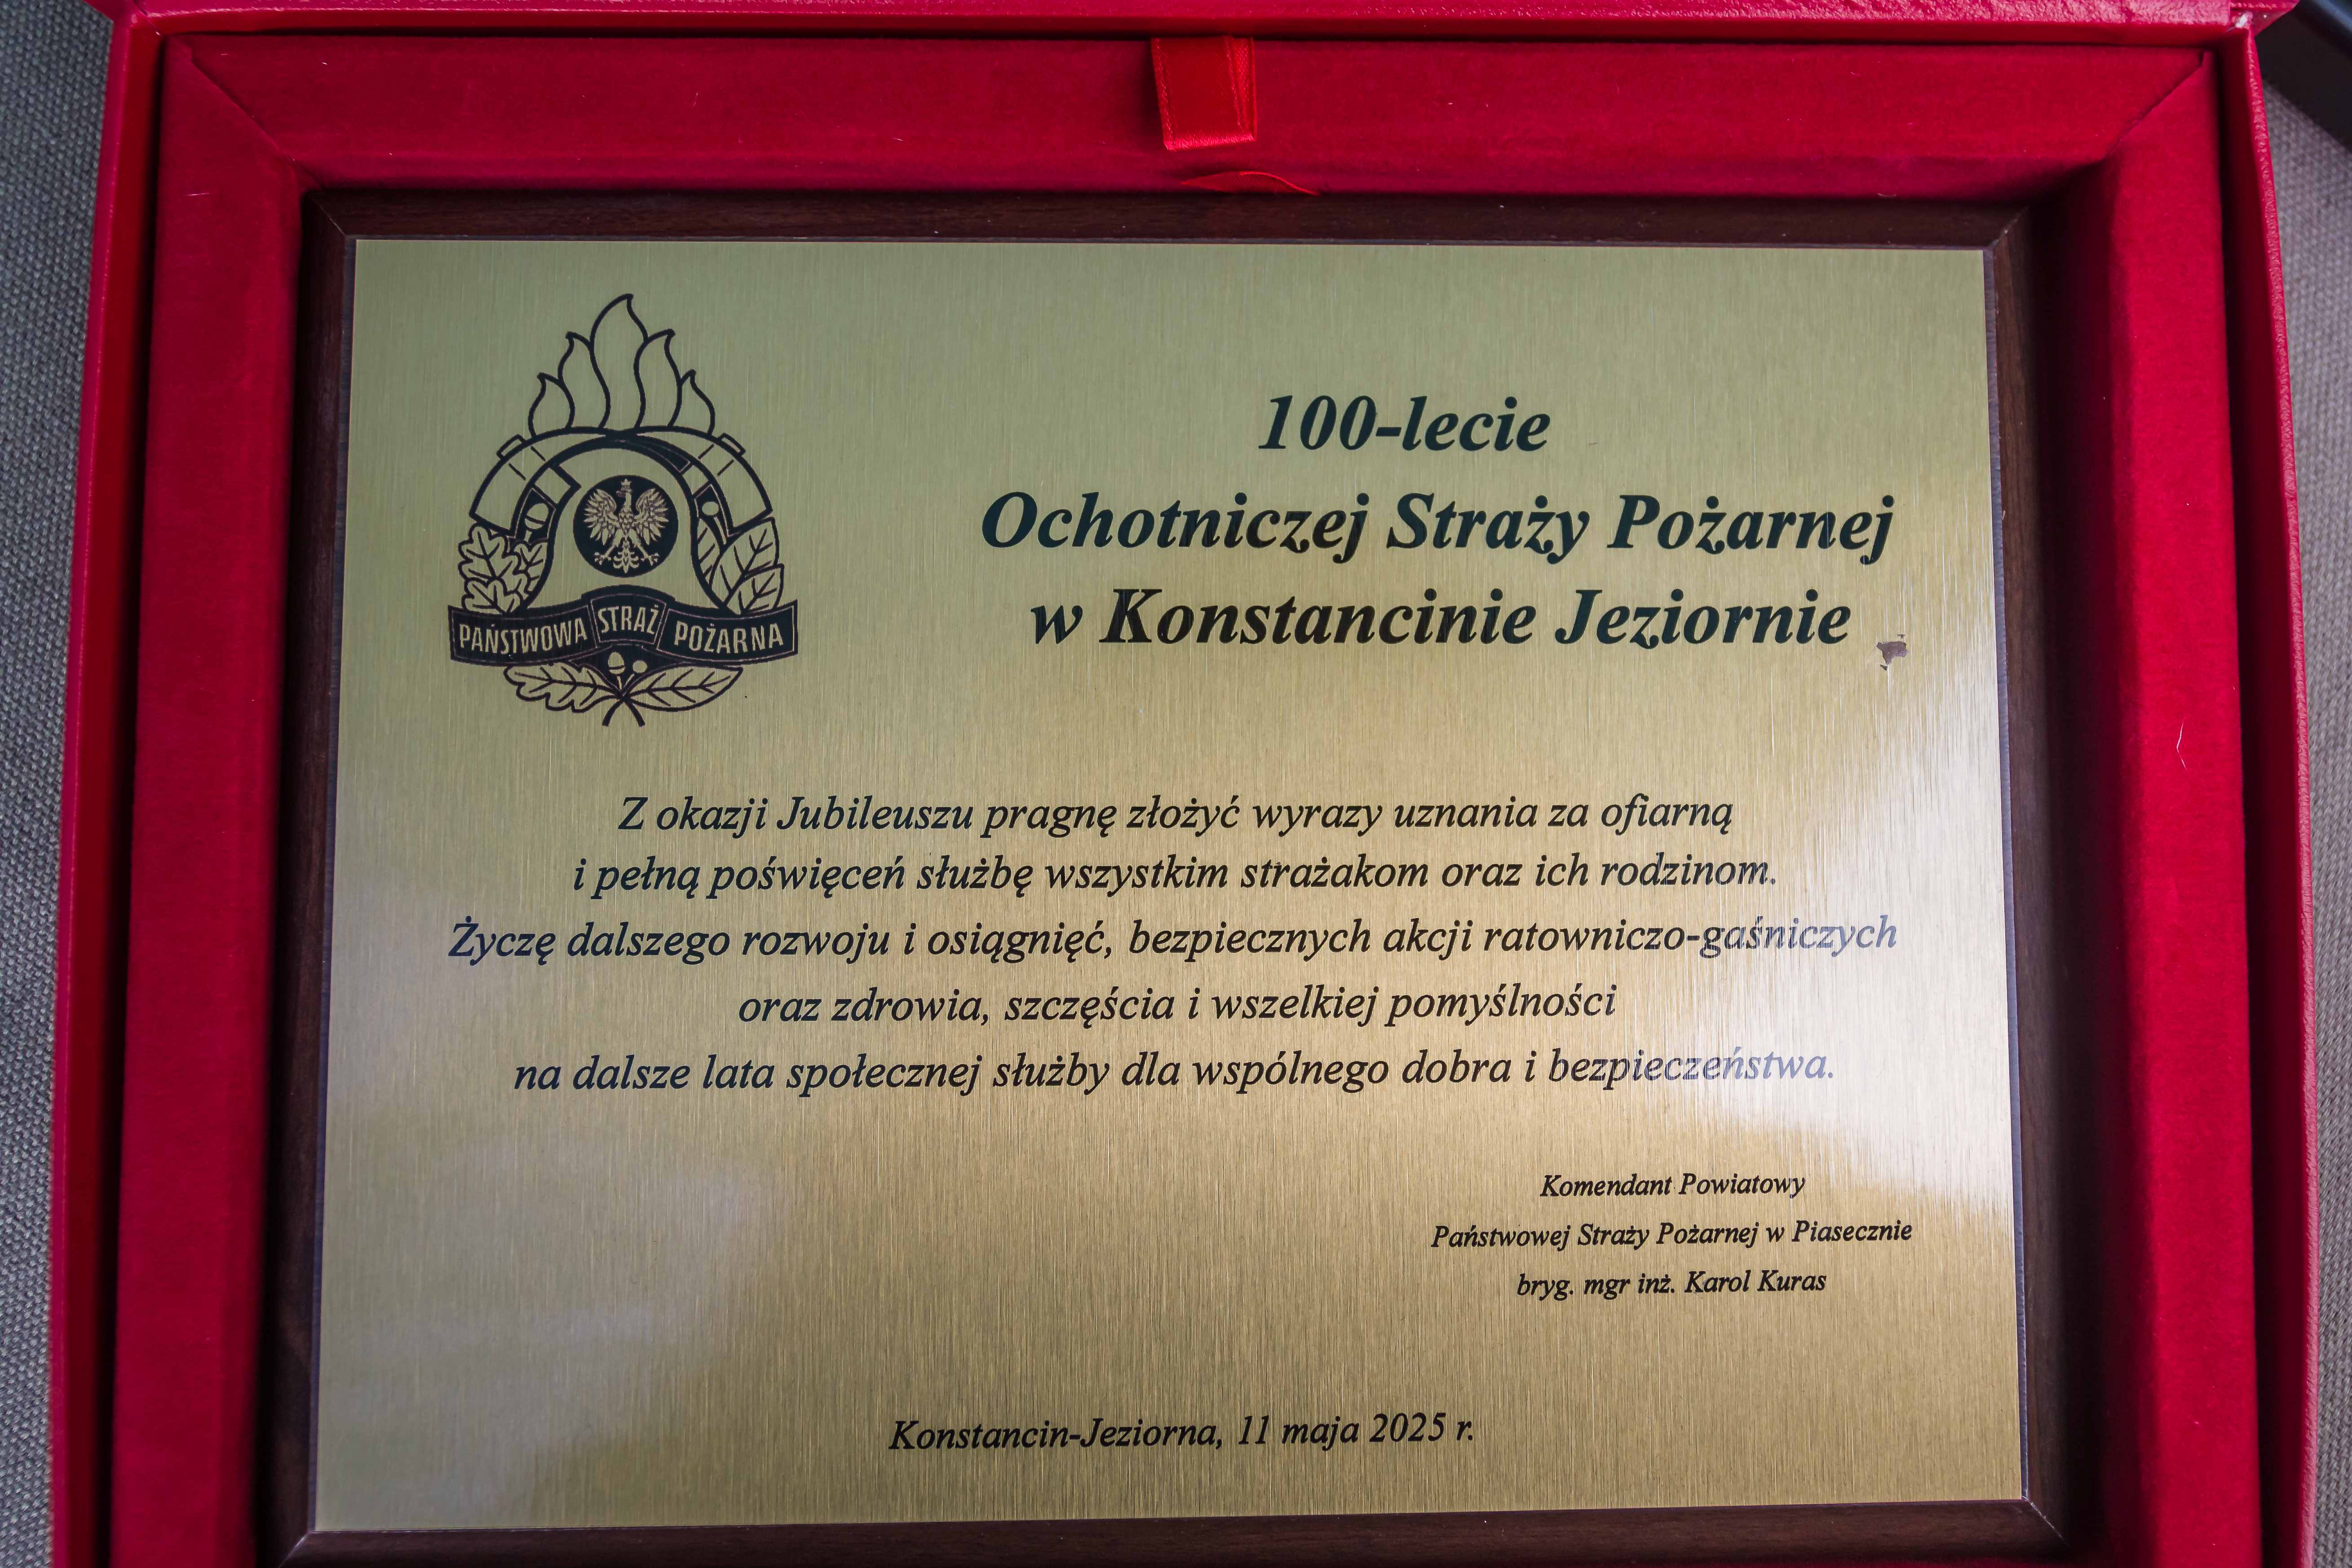 PAŃSTWOWA STRAŻ POŻARNA
100-lecie
Ochotniczej Straży Pożarnej
w Konstancinie Jeziornie
Z okazji Jubileuszu pragnę złożyć wyrazy uznania za ofiarną
i pełną poświęceń służbę wszystkim strażakom oraz ich rodzinom.
Życzę dalszego rozwoju i osiągnięć, bezpiecznych akcji ratowniczo-gaśniczych
oraz zdrowia, szczęścia i wszelkiej pomyślności
na dalsze lata społecznej służby dla wspólnego dobra i bezpieczeństwa.
Komendant Powiatowy
Państwowej Straży Pożarnej w Piasecznie
bryg. mgr inż. Karol Kuras
Konstancin-Jeziorna, 11 maja 2025 r.